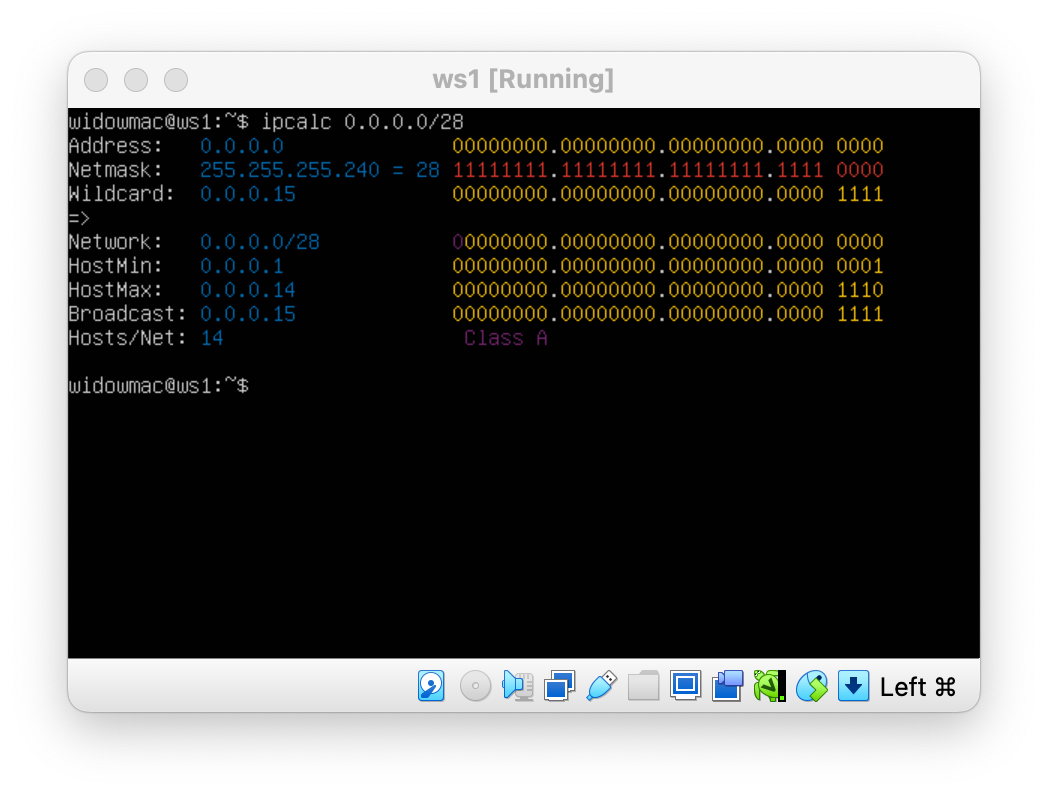 ws1 [Running]
widowmac@ws1:~$ ipcalc 0.0.0.0/28
Address:   0.0.0.0              00000000.00000000.00000000.0000 0000
Netmask:   255.255.255.240 = 28 11111111.11111111.11111111.1111 0000
Wildcard:  0.0.0.15             00000000.00000000.00000000.0000 1111
=>
Network:   0.0.0.0/28           00000000.00000000.00000000.0000 0000
HostMin:   0.0.0.1              00000000.00000000.00000000.0000 0001
HostMax:   0.0.0.14             00000000.00000000.00000000.0000 1110
Broadcast: 0.0.0.15             00000000.00000000.00000000.0000 1111
Hosts/Net: 14                    Class A
widowmac@ws1:~$
Left ⌘